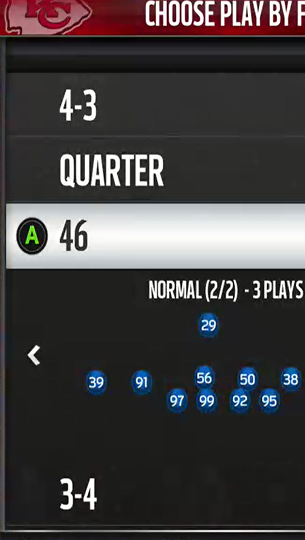 KC
CHOOSE PLAY BY F
4-3
QUARTER
A 46
NORMAL (2/2) - 3 PLAYS
29
39 91 56 50 38
97 99 92 95
3-4